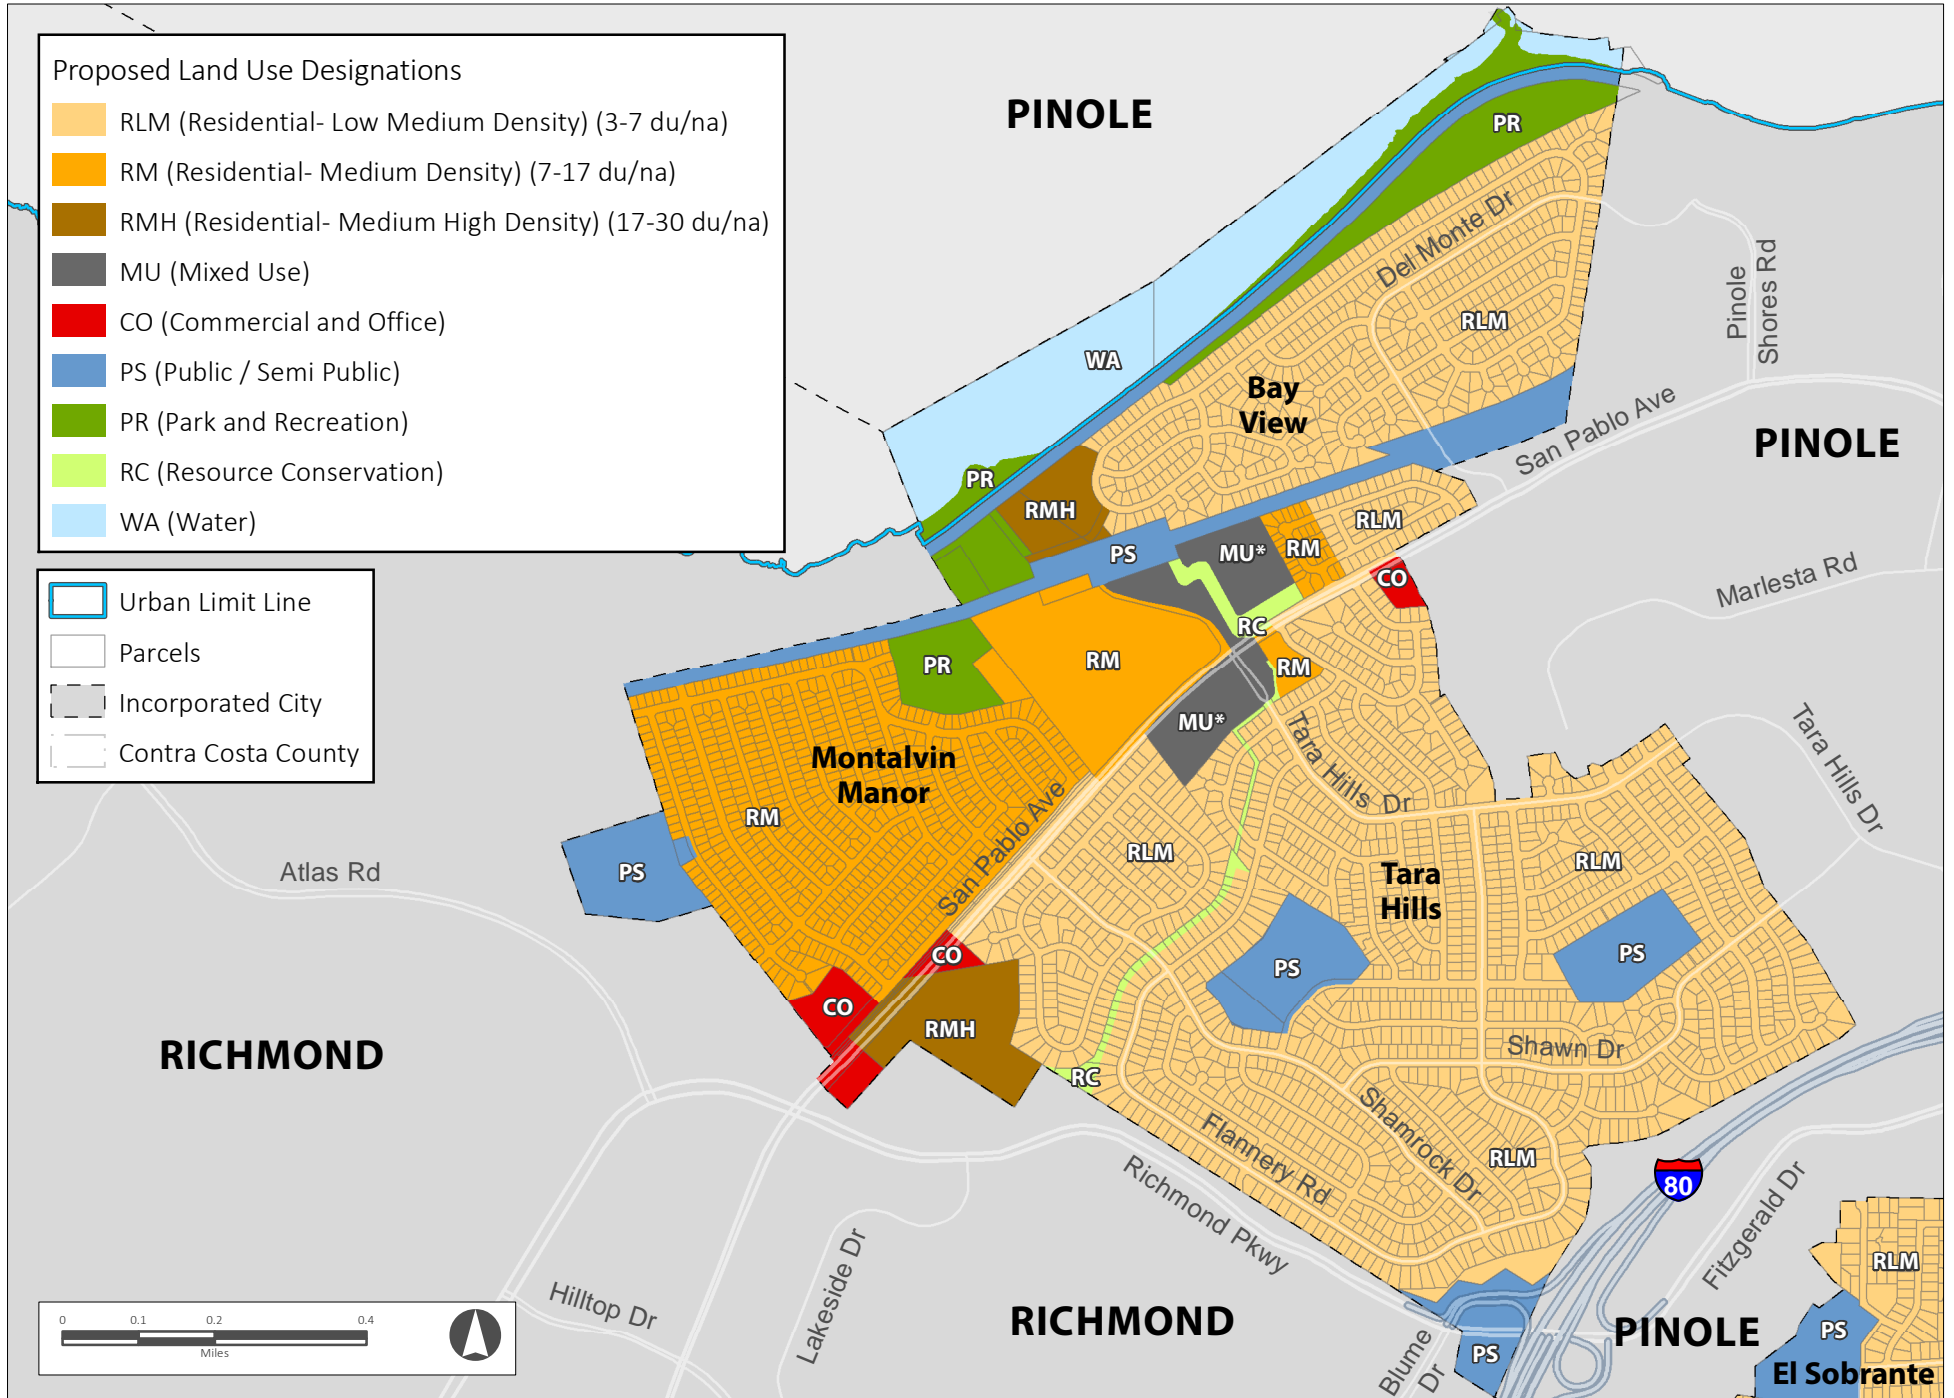 Proposed Land Use Designations
RLM (Residential- Low Medium Density) (3-7 du/na)
RM (Residential- Medium Density) (7-17 du/na)
RMH (Residential- Medium High Density) (17-30 du/na)
MU (Mixed Use)
CO (Commercial and Office)
PS (Public / Semi Public)
PR (Park and Recreation)
RC (Resource Conservation)
WA (Water)
Urban Limit Line
Parcels
Incorporated City
Contra Costa County
PINOLE
PR
Del Monte Dr
Pinole
Shores Rd
RLM
WA
Bay
View
San Pablo Ave
PINOLE
PR
RMH
RLM
PS
MU*
RM
CO
Marlesta Rd
RC
RM
PR
RM
MU*
Tara Hills Dr
Tara Hills Dr
Montalvin
Manor
RM
San Pablo Ave
RLM
RLM
Atlas Rd
PS
Tara
Hills
CO
PS
PS
CO
RMH
RICHMOND
Shawn Dr
RC
Shamrock Dr
Flannery Rd
RLM
Richmond Pkwy
80
Fitzgerald Dr
Lakeside Dr
Hilltop Dr
RLM
RICHMOND
PINOLE
PS
PS
Blume
Dr
El Sobrante
0 0.1 0.2 0.4
Miles